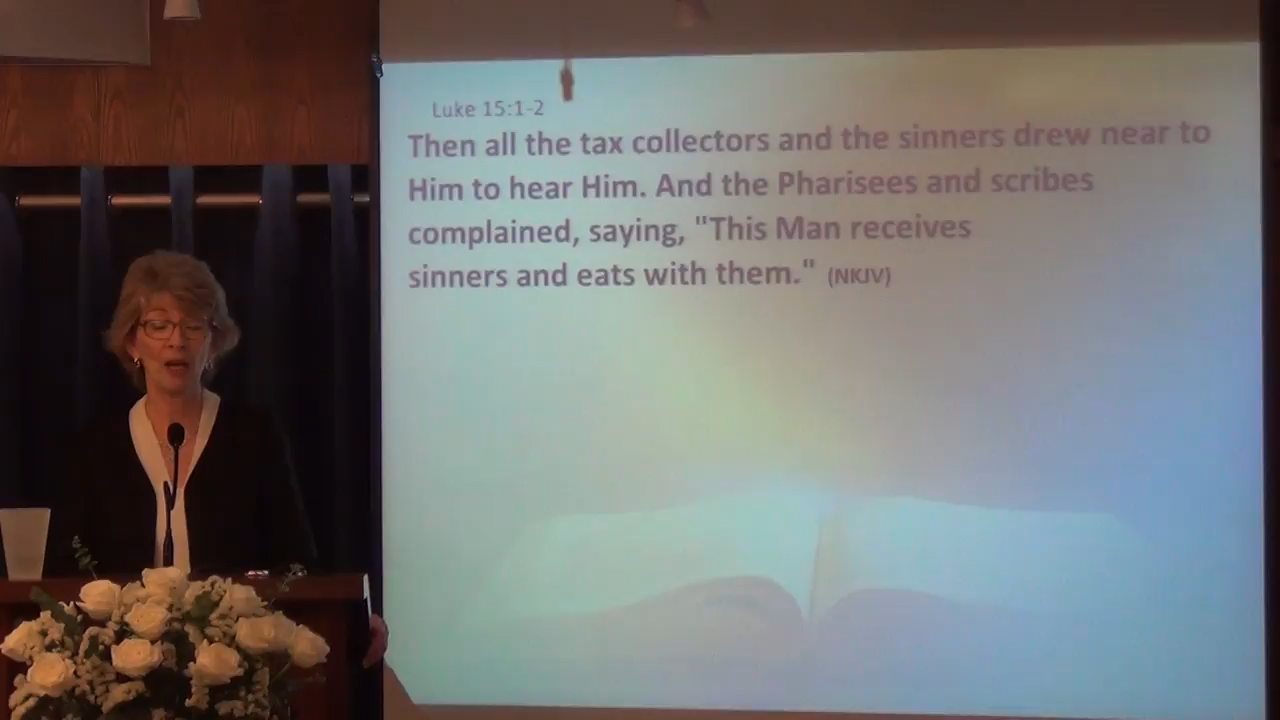 Luke 15:1-2
Then all the tax collectors and the sinners drew near to
Him to hear Him. And the Pharisees and scribes
complained, saying, "This Man receives
sinners and eats with them." (NKJV)